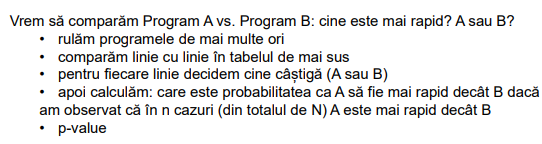 Vrem să comparăm Program A vs. Program B: cine este mai rapid? A sau B?
• rulăm programele de mai multe ori
• comparăm linie cu linie în tabelul de mai sus
• pentru fiecare linie decidem cine câștigă (A sau B)
• apoi calculăm: care este probabilitatea ca A să fie mai rapid decât B dacă
am observat că în n cazuri (din totalul de N) A este mai rapid decât B
• p-value